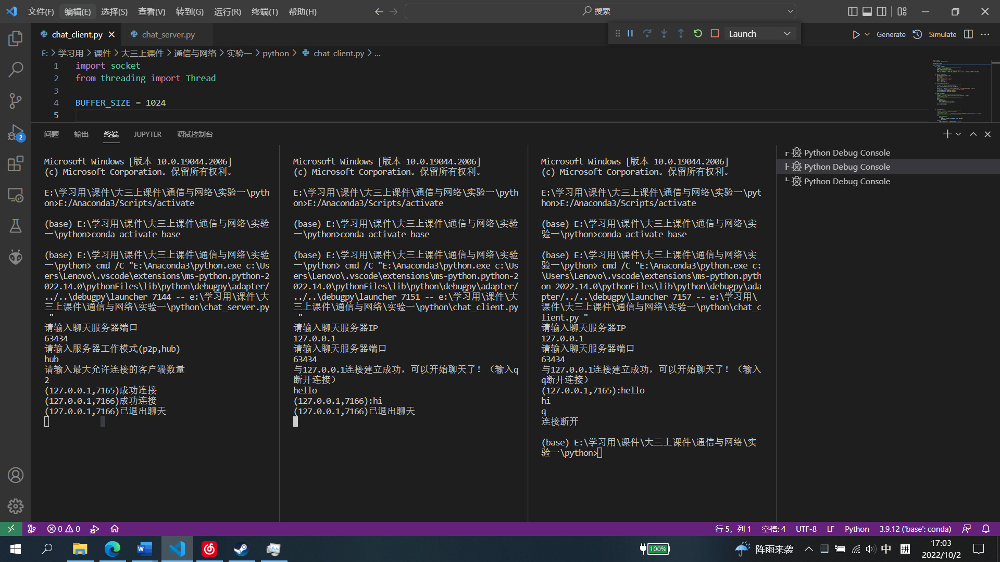 文件(F) 编辑(E) 选择(S) 查看(V) 转到(G) 运行(R) 终端(T) 帮助(H) 搜索
chat_client.py chat_server.py Launch Generate Simulate
E: > 学习用 > 课件 > 大三上课件 > 通信与网络 > 实验一 > python > chat_client.py > ...
1 import socket
2 from threading import Thread
3
4 BUFFER_SIZE = 1024
5
2
问题 输出 终端 JUPYTER 调试控制台
Microsoft Windows [版本 10.0.19044.2006]
(c) Microsoft Corporation。保留所有权利。
E:\学习用\课件\大三上课件\通信与网络\实验一\pyth
on>E:/Anaconda3/Scripts/activate
(base) E:\学习用\课件\大三上课件\通信与网络\实验
一\python>conda activate base
(base) E:\学习用\课件\大三上课件\通信与网络\实验
一\python> cmd /C "E:\Anaconda3\python.exe c:\Us
ers\Lenovo\.vscode\extensions\ms-python.python-2
022.14.0\pythonFiles\lib\python\debugpy\adapter/
../..\debugpy\launcher 7144 -- e:\学习用\课件\大
三上课件\通信与网络\实验一\python\chat_server.py
"
请输入聊天服务器端口
63434
请输入服务器工作模式(p2p,hub)
hub
请输入最大允许连接的客户端数量
2
(127.0.0.1,7165)成功连接
(127.0.0.1,7166)成功连接
(127.0.0.1,7166)已退出聊天
Microsoft Windows [版本 10.0.19044.2006]
(c) Microsoft Corporation。保留所有权利。
E:\学习用\课件\大三上课件\通信与网络\实验一\pyth
on>E:/Anaconda3/Scripts/activate
(base) E:\学习用\课件\大三上课件\通信与网络\实验
一\python>conda activate base
(base) E:\学习用\课件\大三上课件\通信与网络\实验
一\python> cmd /C "E:\Anaconda3\python.exe c:\Us
ers\Lenovo\.vscode\extensions\ms-python.python-2
022.14.0\pythonFiles\lib\python\debugpy\adapter/
../..\debugpy\launcher 7151 -- e:\学习用\课件\大
三上课件\通信与网络\实验一\python\chat_client.py
"
请输入聊天服务器IP
127.0.0.1
请输入聊天服务器端口
63434
与127.0.0.1连接建立成功，可以开始聊天了！（输入q
断开连接）
hello
(127.0.0.1,7166):hi
(127.0.0.1,7166)已退出聊天
Microsoft Windows [版本 10.0.19044.2006]
(c) Microsoft Corporation。保留所有权利。
E:\学习用\课件\大三上课件\通信与网络\实验一\pyt
hon>E:/Anaconda3/Scripts/activate
(base) E:\学习用\课件\大三上课件\通信与网络\实
验一\python>conda activate base
(base) E:\学习用\课件\大三上课件\通信与网络\实
验一\python> cmd /C "E:\Anaconda3\python.exe c:
\Users\Lenovo\.vscode\extensions\ms-python.pyth
on-2022.14.0\pythonFiles\lib\python\debugpy\ada
pter/../..\debugpy\launcher 7157 -- e:\学习用\
课件\大三上课件\通信与网络\实验一\python\chat_c
lient.py "
请输入聊天服务器IP
127.0.0.1
请输入聊天服务器端口
63434
与127.0.0.1连接建立成功，可以开始聊天了！（输入
q断开连接）
(127.0.0.1,7165):hello
hi
q
连接断开
(base) E:\学习用\课件\大三上课件\通信与网络\实
验一\python>
Python Debug Console
Python Debug Console
Python Debug Console
0 0 行 5，列 1 空格: 4 UTF-8 LF Python 3.9.12 ('base': conda)
100% 阵雨来袭 中 拼 17:03
2022/10/2